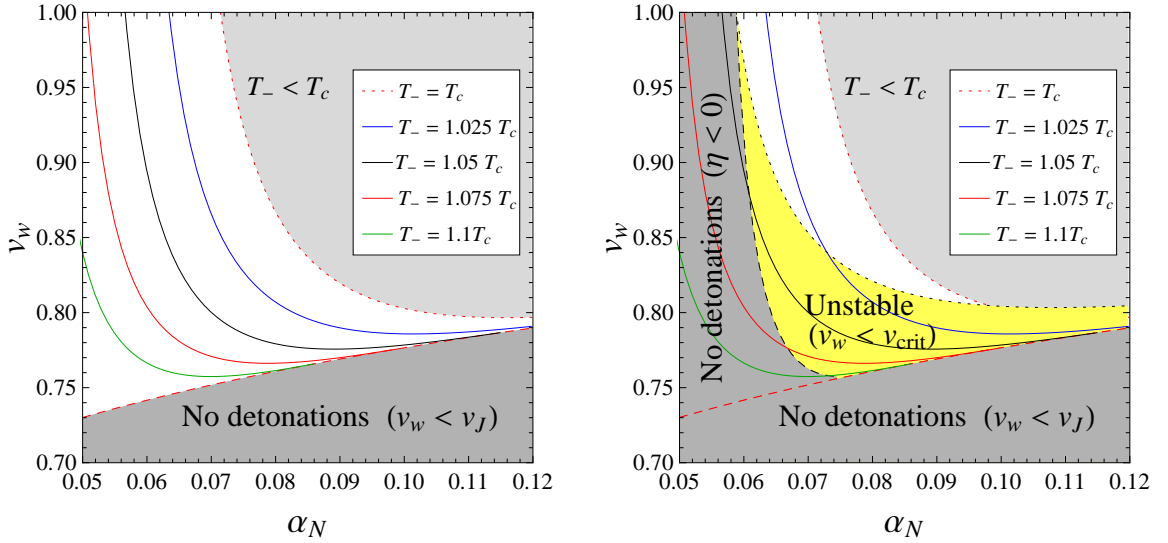 1.00
0.95
0.90
0.85
0.80
0.75
0.70
v_w
T_− < T_c
T_− = T_c
T_− = 1.025 T_c
T_− = 1.05 T_c
T_− = 1.075 T_c
T_− = 1.1T_c
No detonations (v_w < v_J)
0.05 0.06 0.07 0.08 0.09 0.10 0.11 0.12
α_N
1.00
0.95
0.90
0.85
0.80
0.75
0.70
v_w
No detonations (η < 0)
T_− < T_c
T_− = T_c
T_− = 1.025 T_c
T_− = 1.05 T_c
T_− = 1.075 T_c
T_− = 1.1T_c
Unstable
(v_w < v_crit)
No detonations (v_w < v_J)
0.05 0.06 0.07 0.08 0.09 0.10 0.11 0.12
α_N